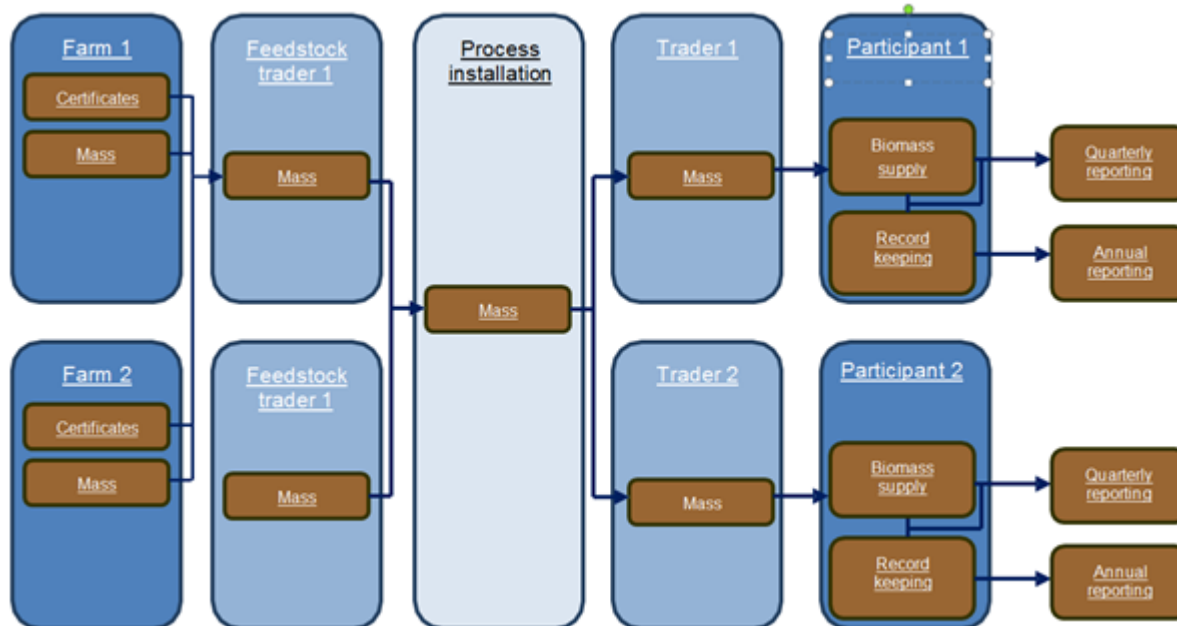 Farm 1
Certificates
Mass
Feedstock
trader 1
Mass
Process
installation
Mass
Trader 1
Mass
Participant 1
Biomass
supply
Record
keeping
Quarterly
reporting
Annual
reporting
Farm 2
Certificates
Mass
Feedstock
trader 1
Mass
Trader 2
Mass
Participant 2
Biomass
supply
Record
keeping
Quarterly
reporting
Annual
reporting